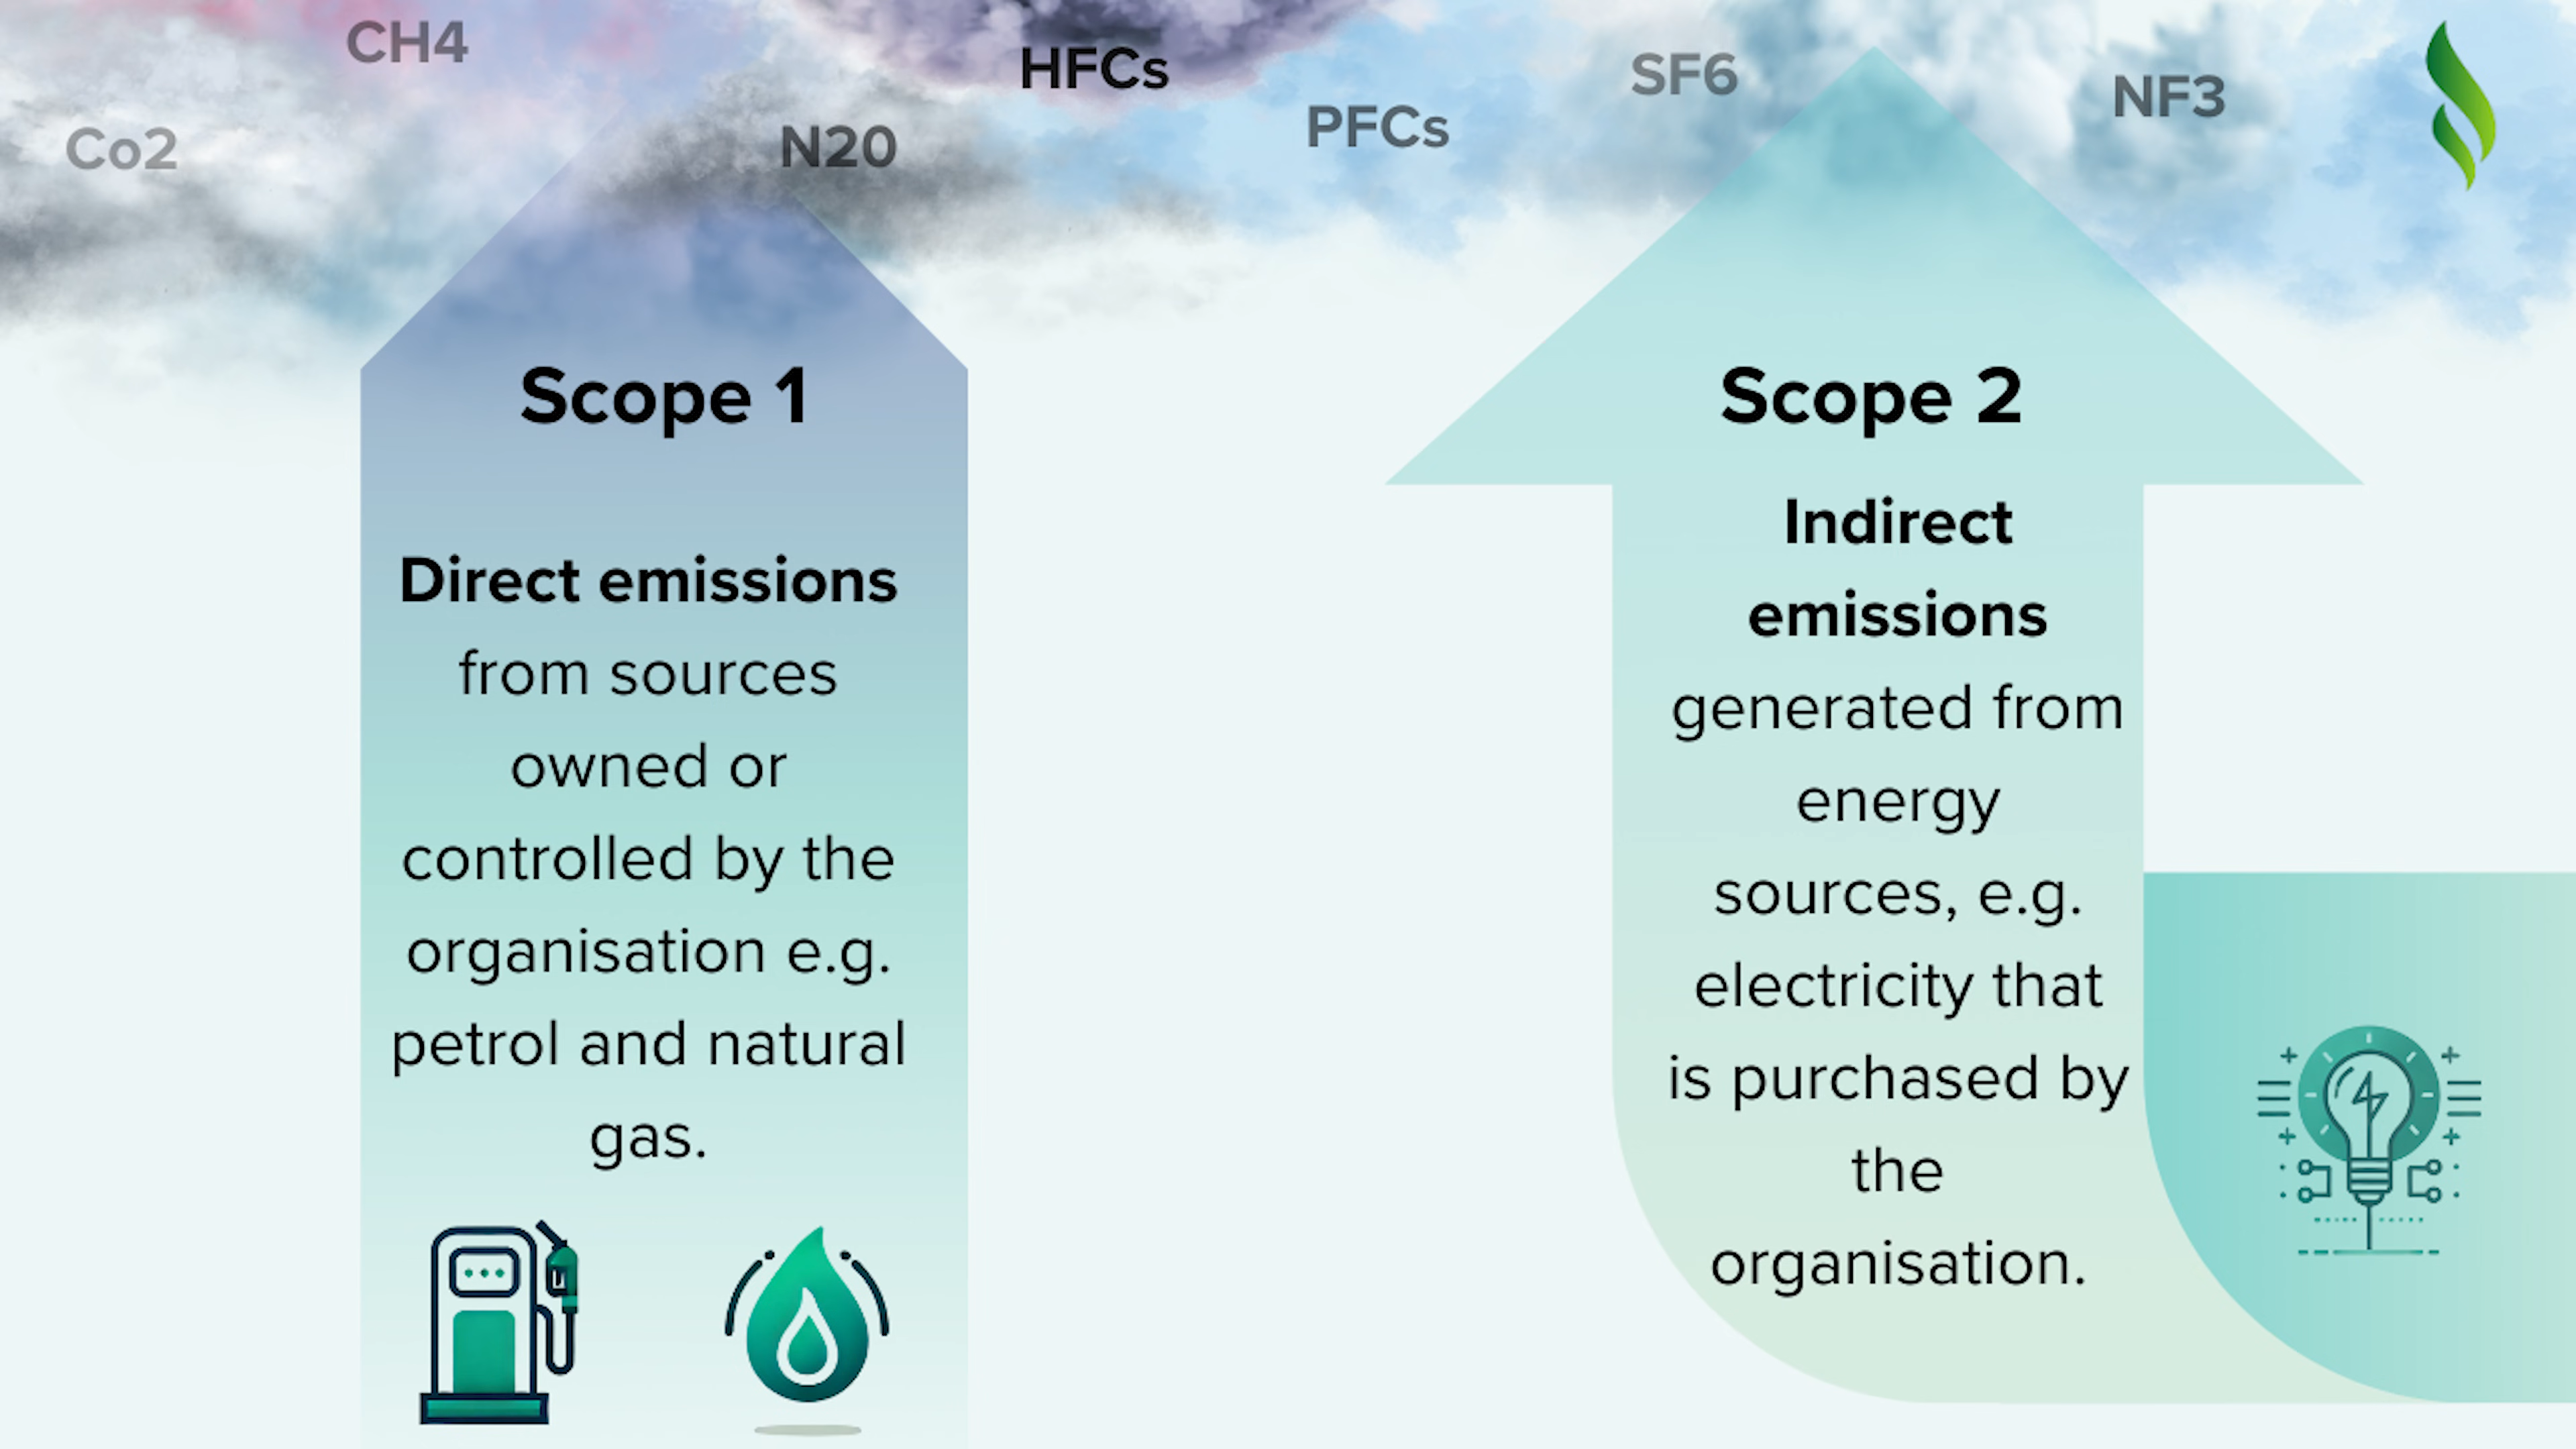 CH4
HFCs
SF6
NF3
Co2
N20
PFCs
Scope 1
Direct emissions
from sources
owned or
controlled by the
organisation e.g.
petrol and natural
gas.
Scope 2
Indirect
emissions
generated from
energy
sources, e.g.
electricity that
is purchased by
the
organisation.